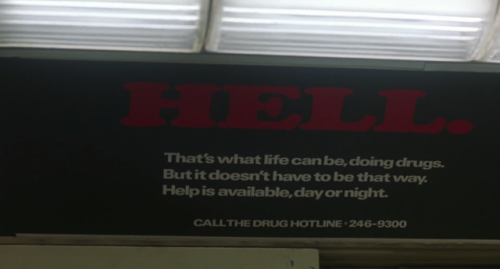 HELL.
That's what life can be, doing drugs.
But it doesn't have to be that way.
Help is available, day or night.
CALL THE DRUG HOTLINE • 246-9300